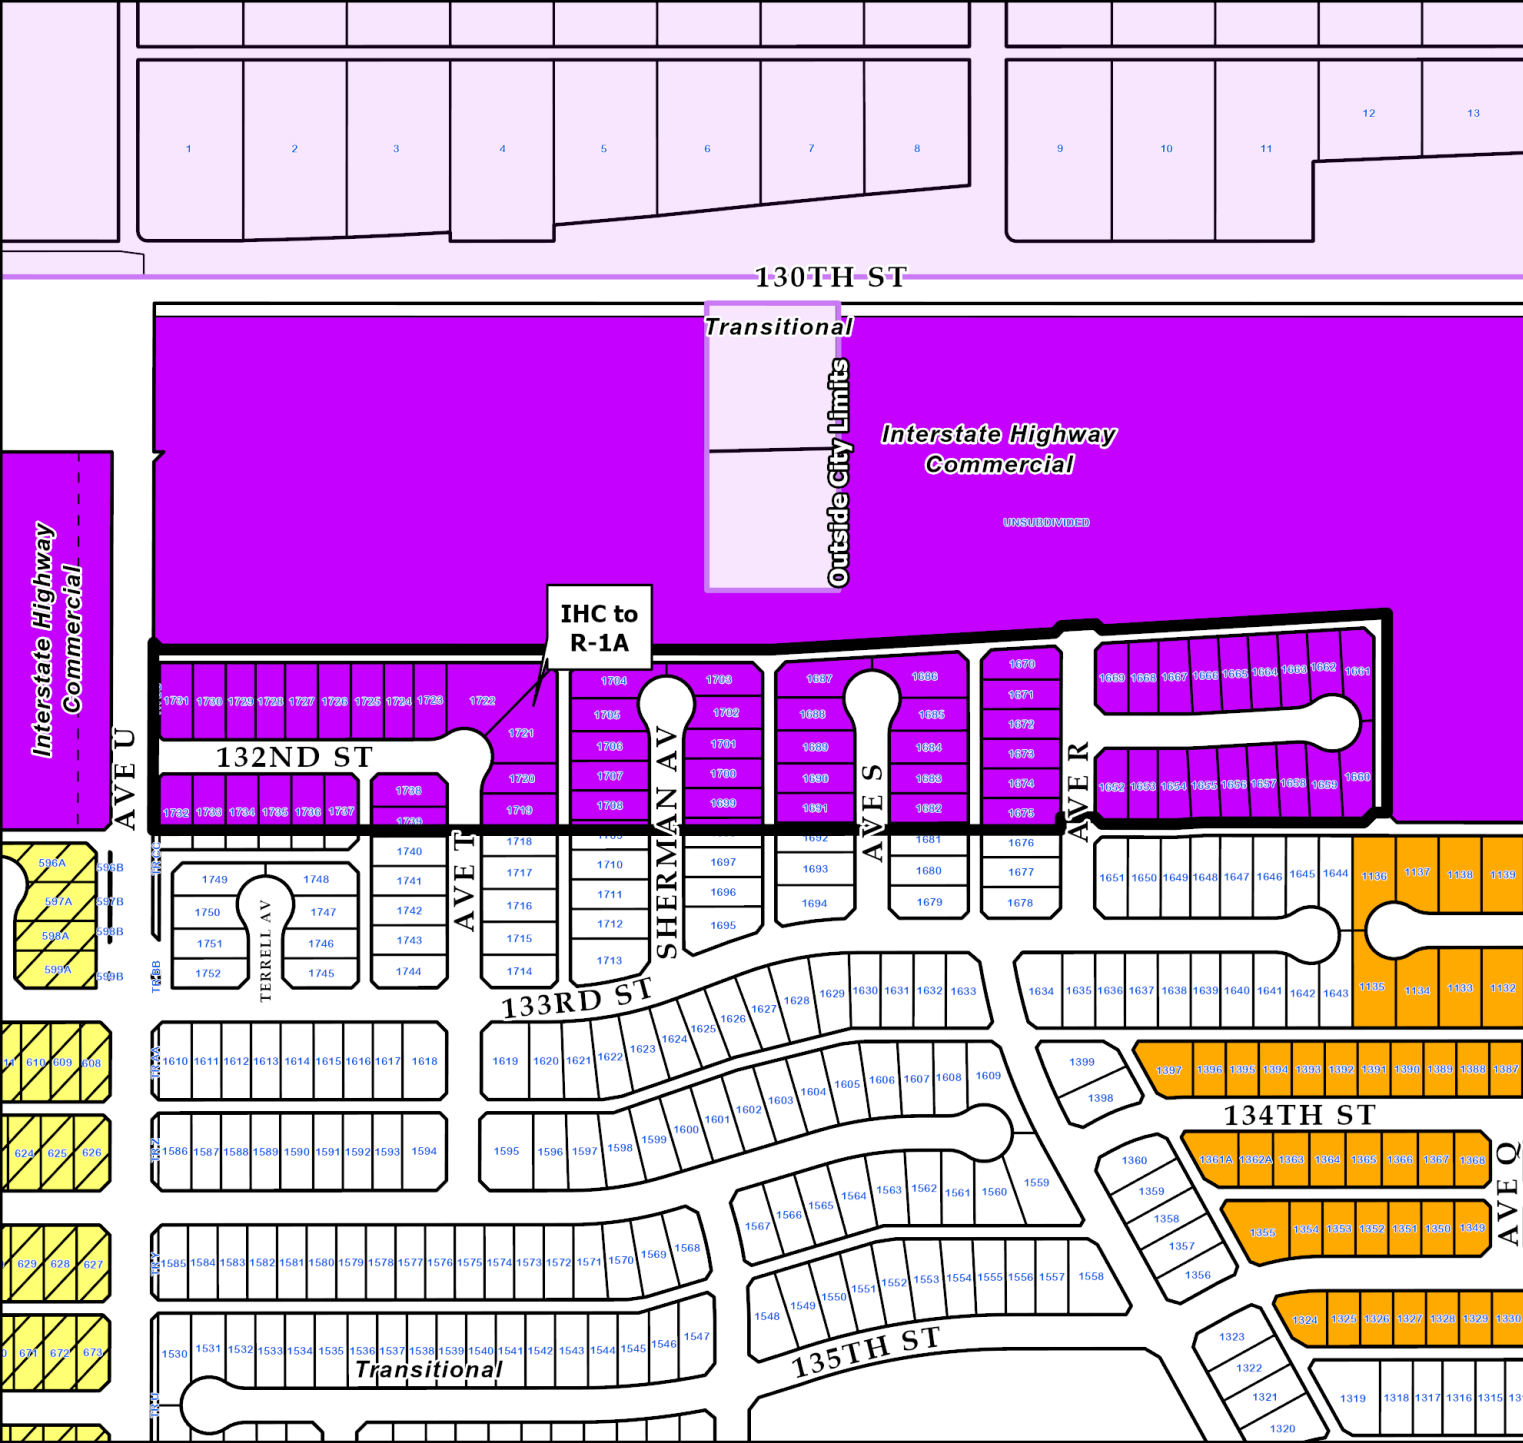 1 2 3 4 5 6 7 8 9 10 11 12 13
130TH ST
Transitional
Outside City Limits
Interstate Highway
Commercial
UNSUBDIVIDED
Interstate Highway
Commercial
IHC to
R-1A
AVE U
1731 1730 1729 1728 1727 1726 1725 1724 1723 1722
1721
1720
1719
132ND ST
1732 1733 1734 1735 1736 1737
1738
1739
1704
1705
1706
1707
1708
SHERMAN AV
1703
1702
1701
1700
1699
1687
1688
1689
1690
1691
AVE S
1686
1685
1684
1683
1682
1670
1671
1672
1673
1674
1675
AVE R
1669 1668 1667 1666 1665 1664 1663 1662 1661
1652 1653 1654 1655 1656 1657 1658 1659 1660
596A
597A
598A
599A
596B
597B
598B
599B
TR CC
TR BB
1749 1748
1750 1747
1751 1746
1752 1745
TERRELL AV
1740
1741
1742
1743
1744
AVE T
1718
1717
1716
1715
1714
1710
1711
1712
1713
1697
1696
1695
1692
1693
1694
1681
1680
1679
1676
1677
1678
1651 1650 1649 1648 1647 1646 1645 1644 1136 1137 1138 1139
133RD ST
1634 1635 1636 1637 1638 1639 1640 1641 1642 1643 1135 1134 1133 1132
610 609 608
TR AA
1610 1611 1612 1613 1614 1615 1616 1617 1618
1619 1620 1621 1622 1623 1624 1625 1626 1627 1628 1629 1630 1631 1632 1633
1399
1398
1397 1396 1395 1394 1393 1392 1391 1390 1389 1388 1387
134TH ST
624 625 626
TR Z
1586 1587 1588 1589 1590 1591 1592 1593 1594
1595 1596 1597 1598 1599 1600 1601 1602 1603 1604 1605 1606 1607 1608 1609
1360
1359
1358
1357
1356
1361A 1362A 1363 1364 1365 1366 1367 1368
AVE Q
1355 1354 1353 1352 1351 1350 1349
1567 1566 1565 1564 1563 1562 1561 1560 1559
629 628 627
TR Y
1585 1584 1583 1582 1581 1580 1579 1578 1577 1576 1575 1574 1573 1572 1571 1570 1569 1568
1548 1549 1550 1551 1552 1553 1554 1555 1556 1557 1558
135TH ST
671 672 673
1530 1531 1532 1533 1534 1535 1536 1537 1538 1539 1540 1541 1542 1543 1544 1545 1546 1547
Transitional
1323
1322
1321
1320
1324 1325 1326 1327 1328 1329 1330
1319 1318 1317 1316 1315